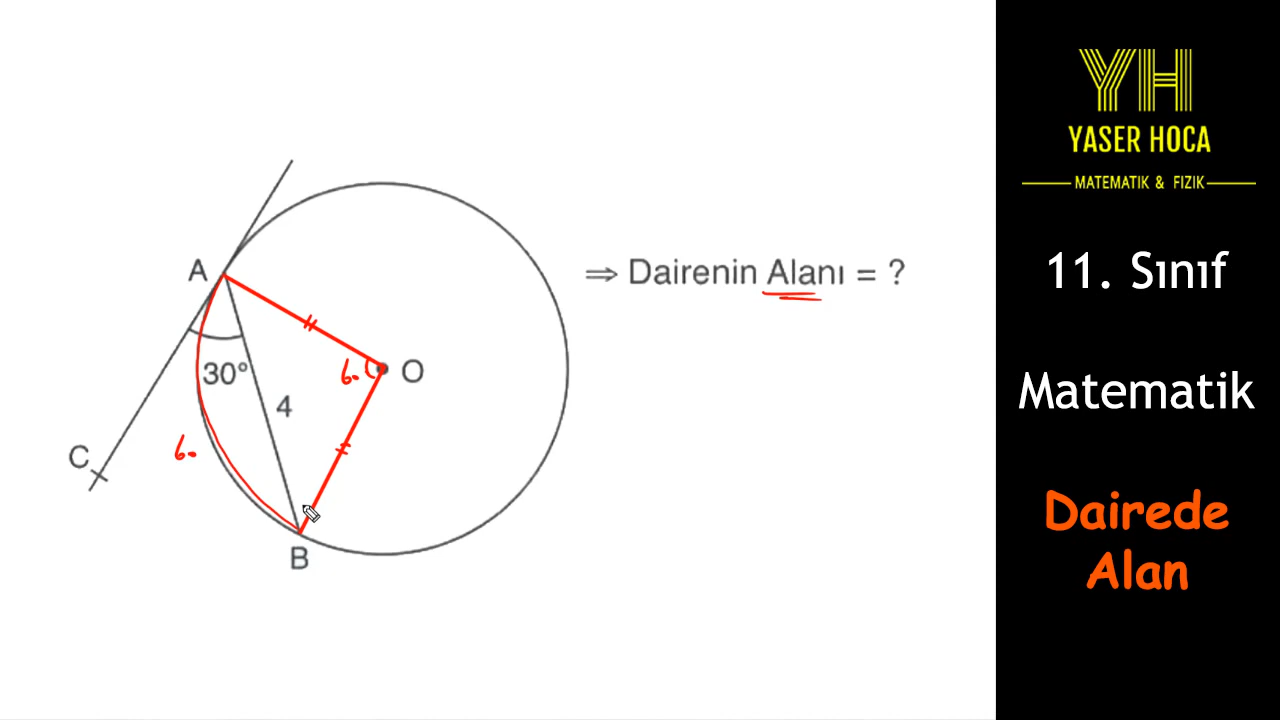 A
⇒ Dairenin Alanı = ?
30°
6.
O
4
C
6.
B
YH
YASER HOCA
MATEMATIK & FIZIK
11. Sınıf
Matematik
Dairede
Alan